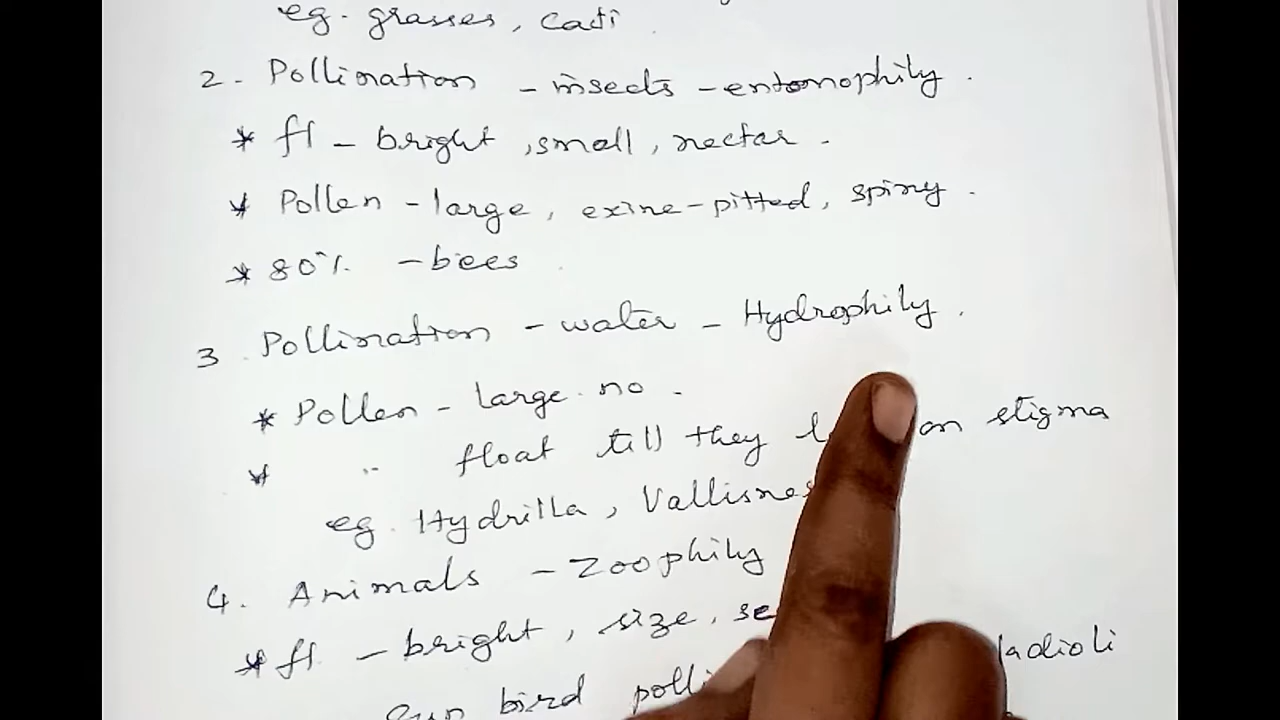 eg. grasses, Cacti
2. Pollination - insects - entomophily.
* fl - bright, small, nectar.
* Pollen - large, exine-pitted, spiny.
* 80% - bees
3 Pollination - water - Hydrophily.
* Pollen - large no.
* " float till they on stigma
eg. Hydrilla,
4. Animals - Zoophily
* fl - bright, size,
Sun bird